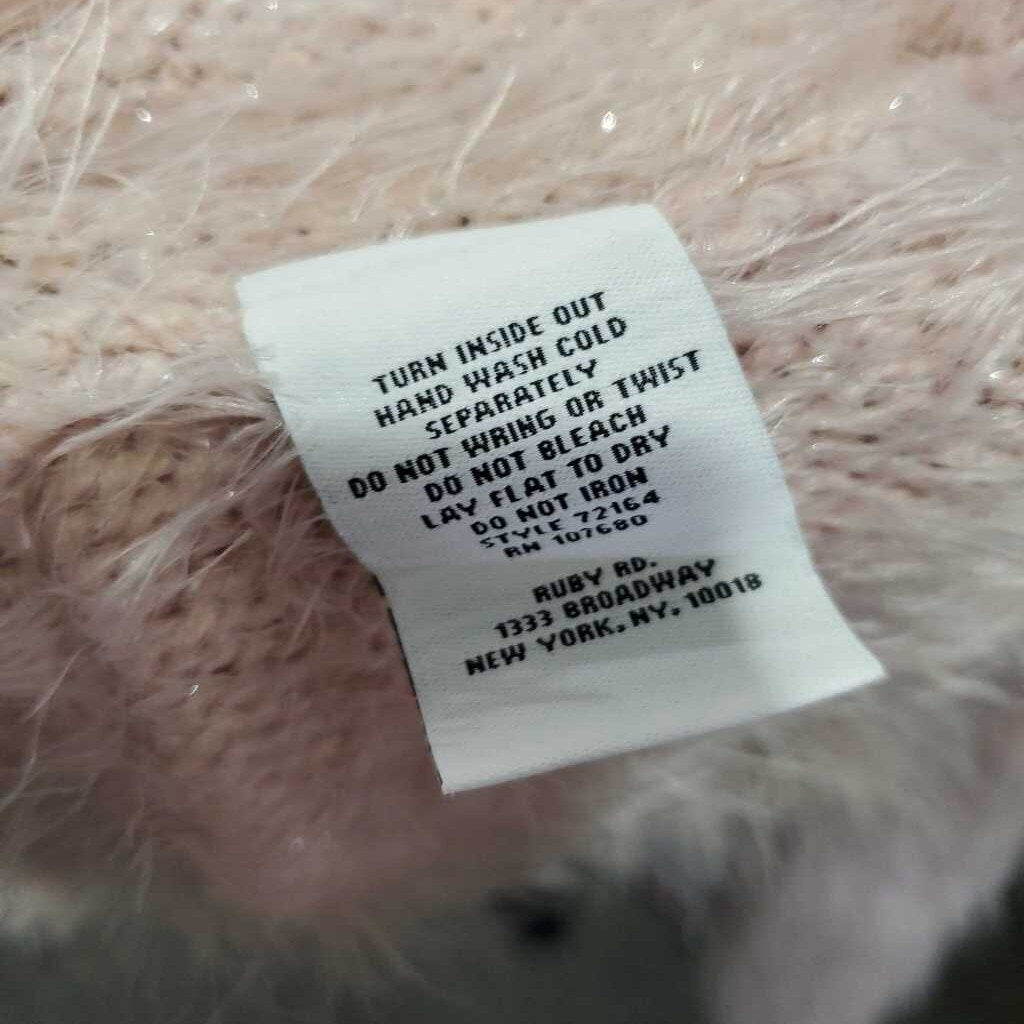 TURN INSIDE OUT
HAND WASH COLD
SEPARATELY
DO NOT WRING OR TWIST
DO NOT BLEACH
LAY FLAT TO DRY
DO NOT IRON
STYLE 72164
RN 107680
RUBY RD.
1333 BROADWAY
NEW YORK, NY. 10018